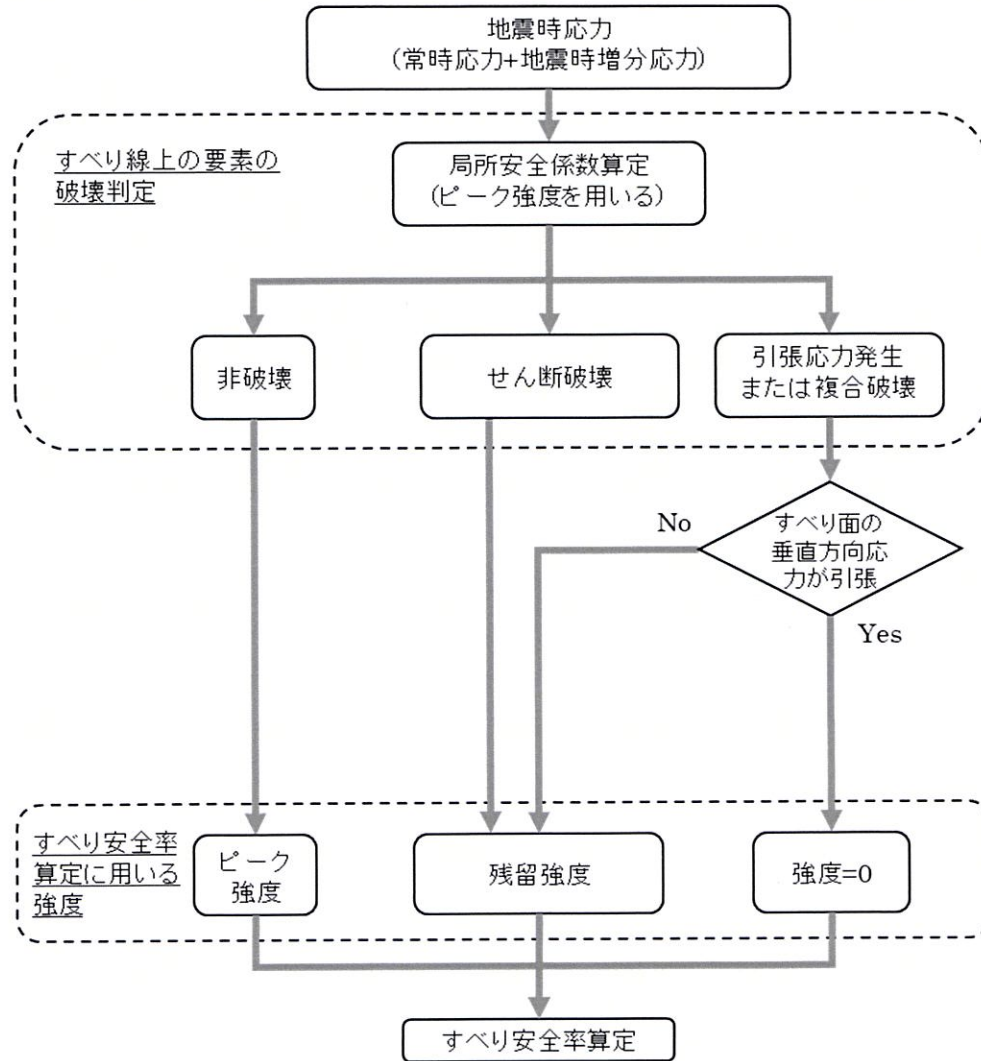 地震時応力
(常時応力+地震時増分応力)
すべり線上の要素の
破壊判定
局所安全係数算定
(ピーク強度を用いる)
非破壊
せん断破壊
引張応力発生
または複合破壊
すべり面の
垂直方向応
力が引張
No
Yes
すべり安全率
算定に用いる
強度
ピーク
強度
残留強度
強度=0
すべり安全率算定